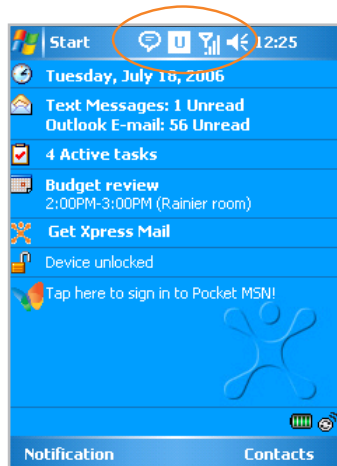 Start U 12:25
Tuesday, July 18, 2006
Text Messages: 1 Unread
Outlook E-mail: 56 Unread
4 Active tasks
Budget review
2:00PM-3:00PM (Rainier room)
Get Xpress Mail
Device unlocked
Tap here to sign in to Pocket MSN!
Notification Contacts